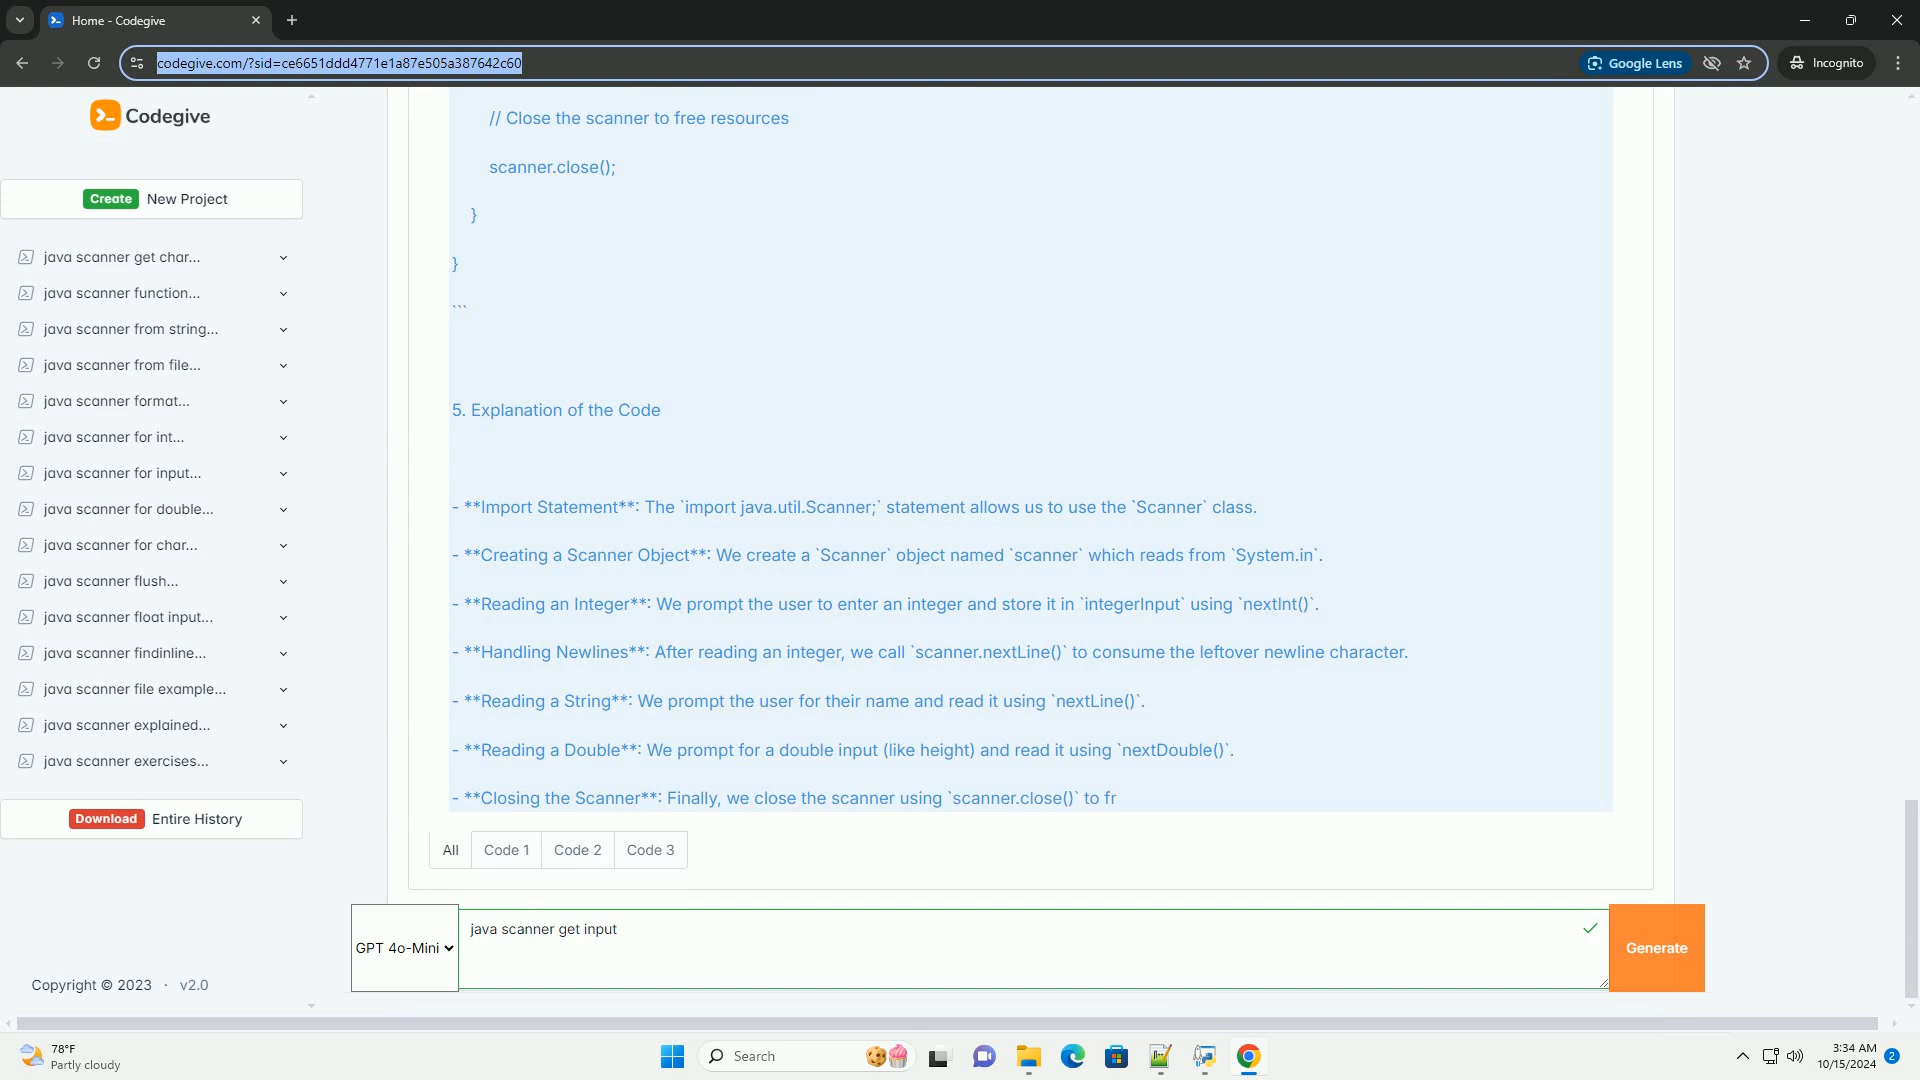 Home - Codegive
codegive.com/?sid=ce6651ddd4771e1a87e505a387642c60
Google Lens
Incognito
Codegive
Create New Project
java scanner get char...
java scanner function...
java scanner from string...
java scanner from file...
java scanner format...
java scanner for int...
java scanner for input...
java scanner for double...
java scanner for char...
java scanner flush...
java scanner float input...
java scanner findinline...
java scanner file example...
java scanner explained...
java scanner exercises...
Download Entire History
Copyright © 2023 · v2.0
// Close the scanner to free resources
scanner.close();
}
}
```
5. Explanation of the Code
- **Import Statement**: The `import java.util.Scanner;` statement allows us to use the `Scanner` class.
- **Creating a Scanner Object**: We create a `Scanner` object named `scanner` which reads from `System.in`.
- **Reading an Integer**: We prompt the user to enter an integer and store it in `integerInput` using `nextInt()`.
- **Handling Newlines**: After reading an integer, we call `scanner.nextLine()` to consume the leftover newline character.
- **Reading a String**: We prompt the user for their name and read it using `nextLine()`.
- **Reading a Double**: We prompt for a double input (like height) and read it using `nextDouble()`.
- **Closing the Scanner**: Finally, we close the scanner using `scanner.close()` to fr
All Code 1 Code 2 Code 3
GPT 4o-Mini
java scanner get input
Generate
78°F
Partly cloudy
Search
3:34 AM
10/15/2024
2